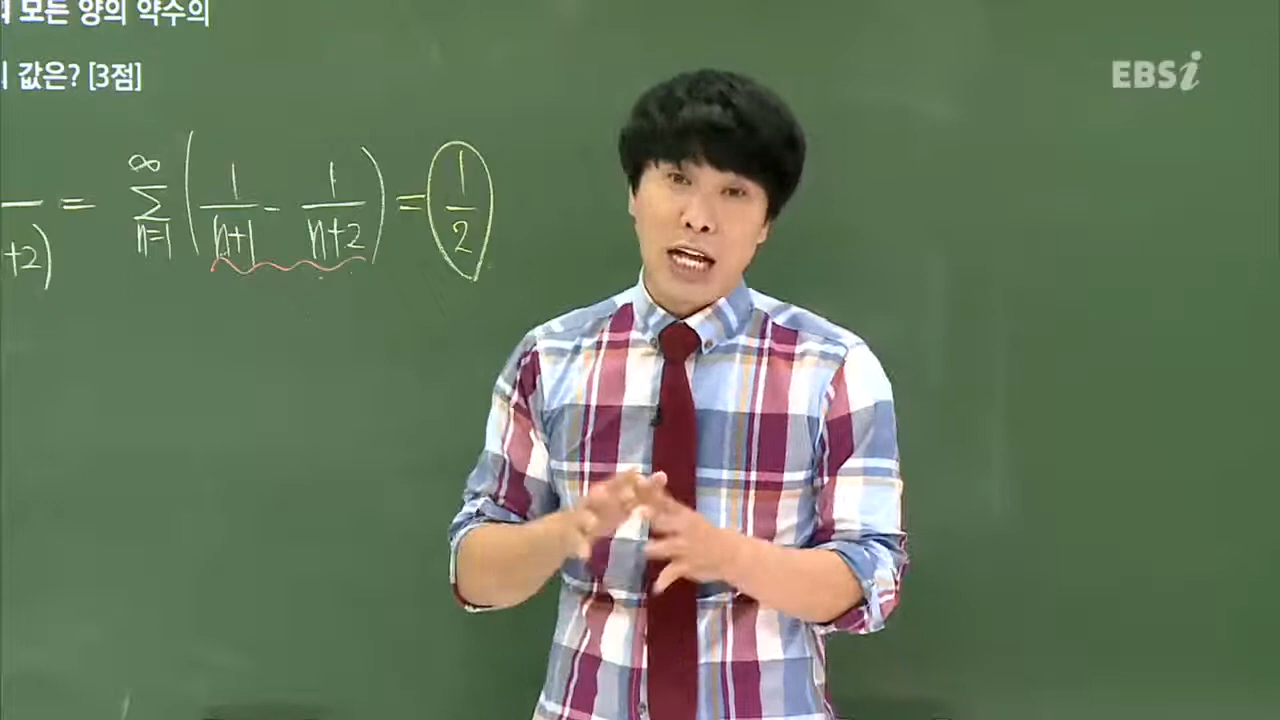 모든 양의 약수의
값은? [3점]
EBSi
= ∞ Σ n=1 ( 1/n+1 - 1/n+2 ) = 1/2
+2)